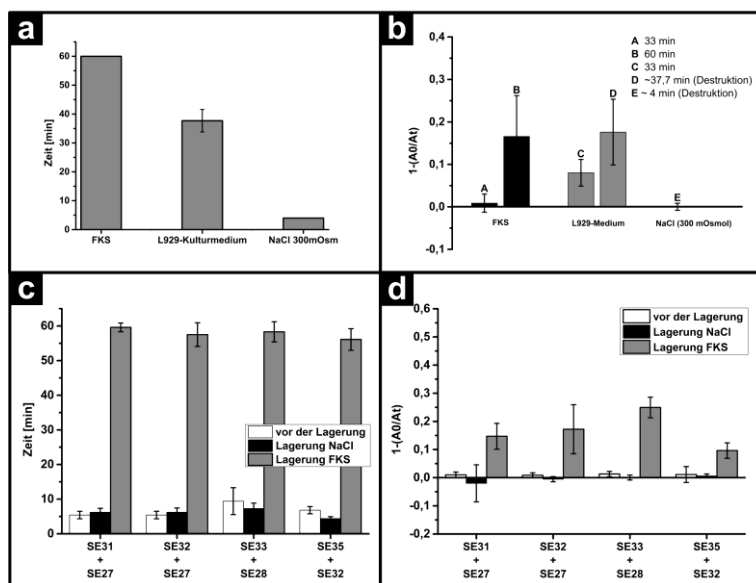 a
Zeit [min]
60
50
40
30
20
10
0
FKS
L929-Kulturmedium
NaCl 300mOsm
b
1-(A0/At)
0,4
0,3
0,2
0,1
0,0
-0,1
A 33 min
B 60 min
C 33 min
D ~37,7 min (Destruktion)
E ~ 4 min (Destruktion)
A
B
C
D
E
FKS
L929-Medium
NaCl (300 mOsmol)
c
Zeit [min]
60
50
40
30
20
10
0
vor der Lagerung
Lagerung NaCl
Lagerung FKS
SE31
+
SE27
SE32
+
SE27
SE33
+
SE28
SE35
+
SE32
d
1-(A0/At)
0,6
0,5
0,4
0,3
0,2
0,1
0,0
-0,1
-0,2
vor der Lagerung
Lagerung NaCl
Lagerung FKS
SE31
+
SE27
SE32
+
SE27
SE33
+
SE28
SE35
+
SE32